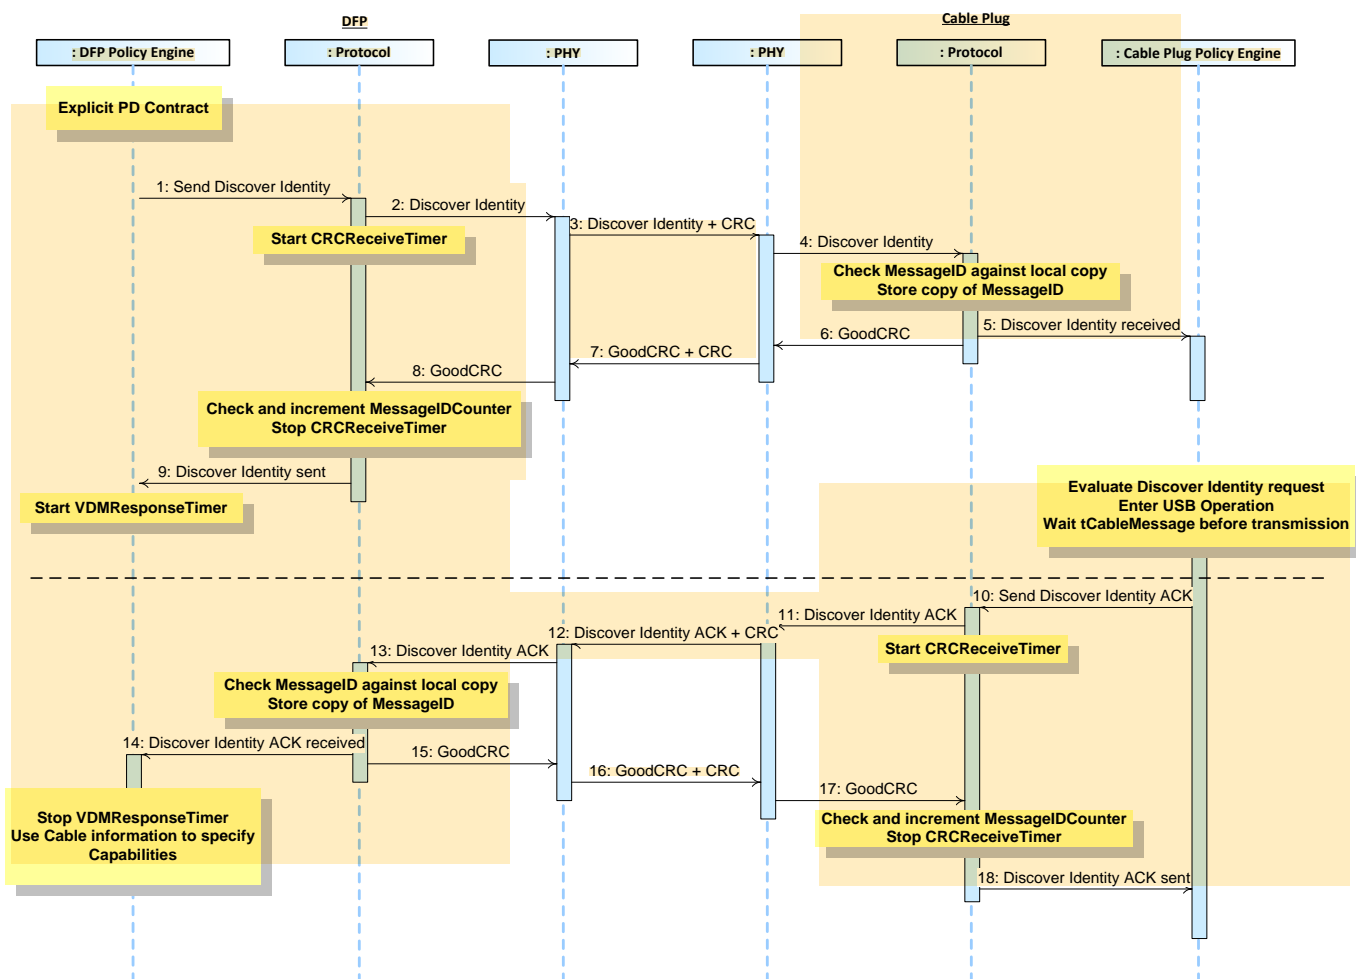 DFP
Cable Plug
: DFP Policy Engine
: Protocol
: PHY
: PHY
: Protocol
: Cable Plug Policy Engine
Explicit PD Contract
1: Send Discover Identity
2: Discover Identity
Start CRCReceiveTimer
3: Discover Identity + CRC
4: Discover Identity
Check MessageID against local copy
Store copy of MessageID
5: Discover Identity received
6: GoodCRC
7: GoodCRC + CRC
8: GoodCRC
Check and increment MessageIDCounter
Stop CRCReceiveTimer
9: Discover Identity sent
Start VDMResponseTimer
Evaluate Discover Identity request
Enter USB Operation
Wait tCableMessage before transmission
10: Send Discover Identity ACK
11: Discover Identity ACK
Start CRCReceiveTimer
12: Discover Identity ACK + CRC
13: Discover Identity ACK
Check MessageID against local copy
Store copy of MessageID
14: Discover Identity ACK received
15: GoodCRC
16: GoodCRC + CRC
17: GoodCRC
Stop VDMResponseTimer
Use Cable information to specify
Capabilities
Check and increment MessageIDCounter
Stop CRCReceiveTimer
18: Discover Identity ACK sent